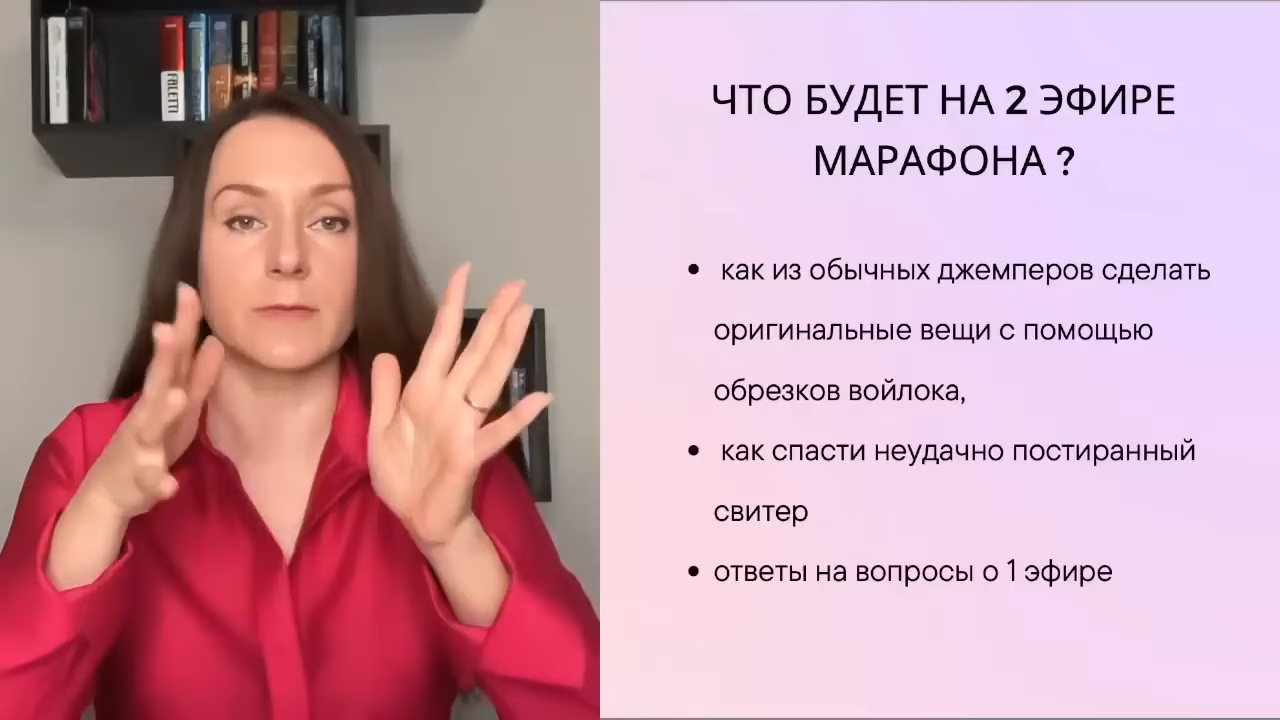 FALETTI
ЧТО БУДЕТ НА 2 ЭФИРЕ
МАРАФОНА ?
• как из обычных джемперов сделать
оригинальные вещи с помощью
обрезков войлока,
• как спасти неудачно постиранный
свитер
• ответы на вопросы о 1 эфире